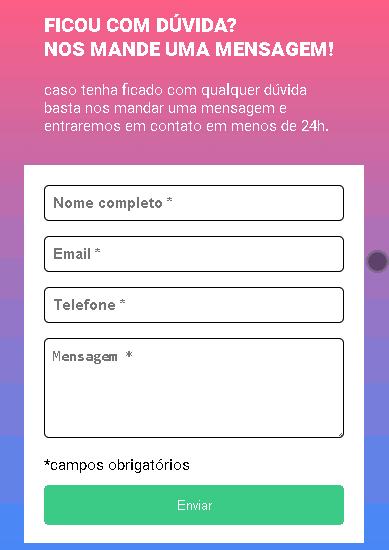 FICOU COM DÚVIDA?
NOS MANDE UMA MENSAGEM!
caso tenha ficado com qualquer dúvida
basta nos mandar uma mensagem e
entraremos em contato em menos de 24h.
Nome completo *
Email *
Telefone *
Mensagem *
*campos obrigatórios
Enviar